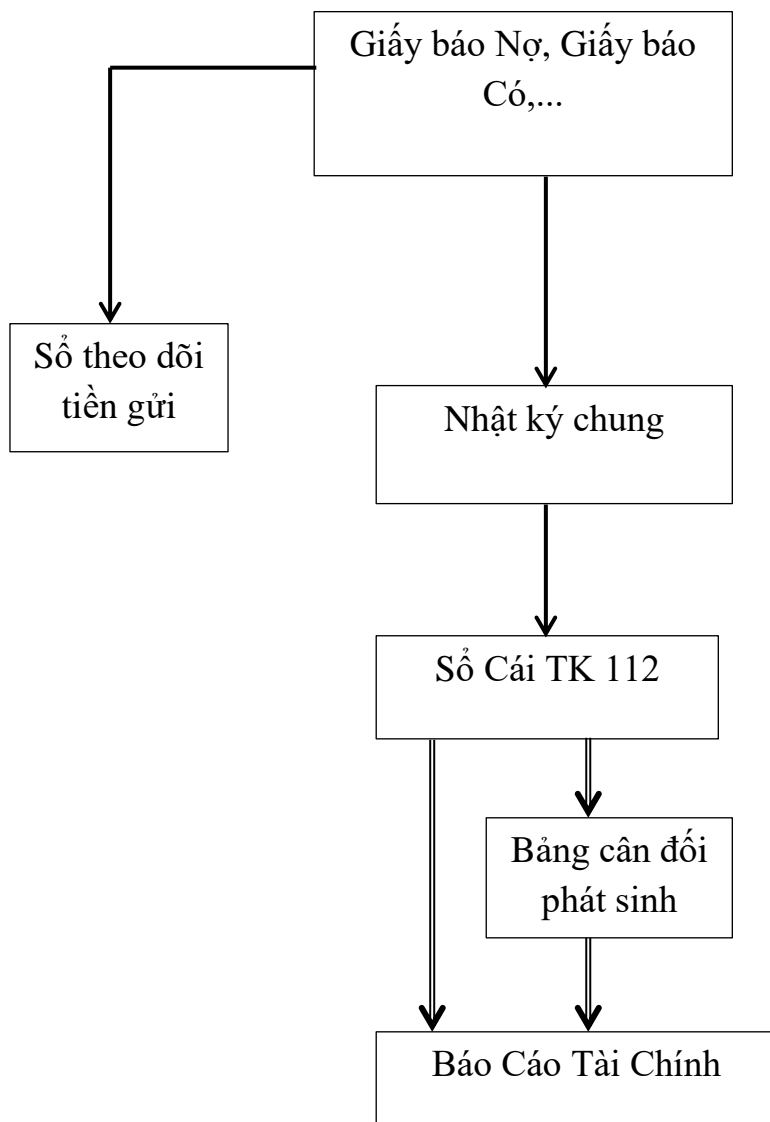 Giấy báo Nợ, Giấy báo
Có,...
Sổ theo dõi
tiền gửi
Nhật ký chung
Sổ Cái TK 112
Bảng cân đối
phát sinh
Báo Cáo Tài Chính